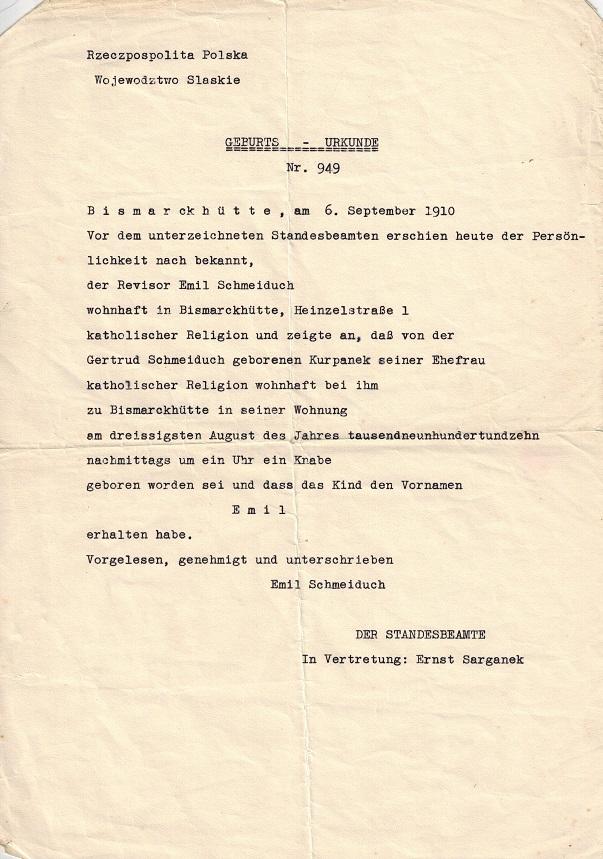 Rzeczpospolita Polska
Wojewodztwo Slaskie
GEBURTS - URKUNDE
Nr. 949
B i s m a r c k h ü t t e , am 6. September 1910
Vor dem unterzeichneten Standesbeamten erschien heute der Persön-
lichkeit nach bekannt,
der Revisor Emil Schmeiduch
wohnhaft in Bismarckhütte, Heinzelstraße 1
katholischer Religion und zeigte an, daß von der
Gertrud Schmeiduch geborenen Kurpanek seiner Ehefrau
katholischer Religion wohnhaft bei ihm
zu Bismarckhütte in seiner Wohnung
am dreissigsten August des Jahres tausendneunhundertundzehn
nachmittags um ein Uhr ein Knabe
geboren worden sei und dass das Kind den Vornamen
E m i l
erhalten habe.
Vorgelesen, genehmigt und unterschrieben
Emil Schmeiduch
DER STANDESBEAMTE
In Vertretung: Ernst Sarganek